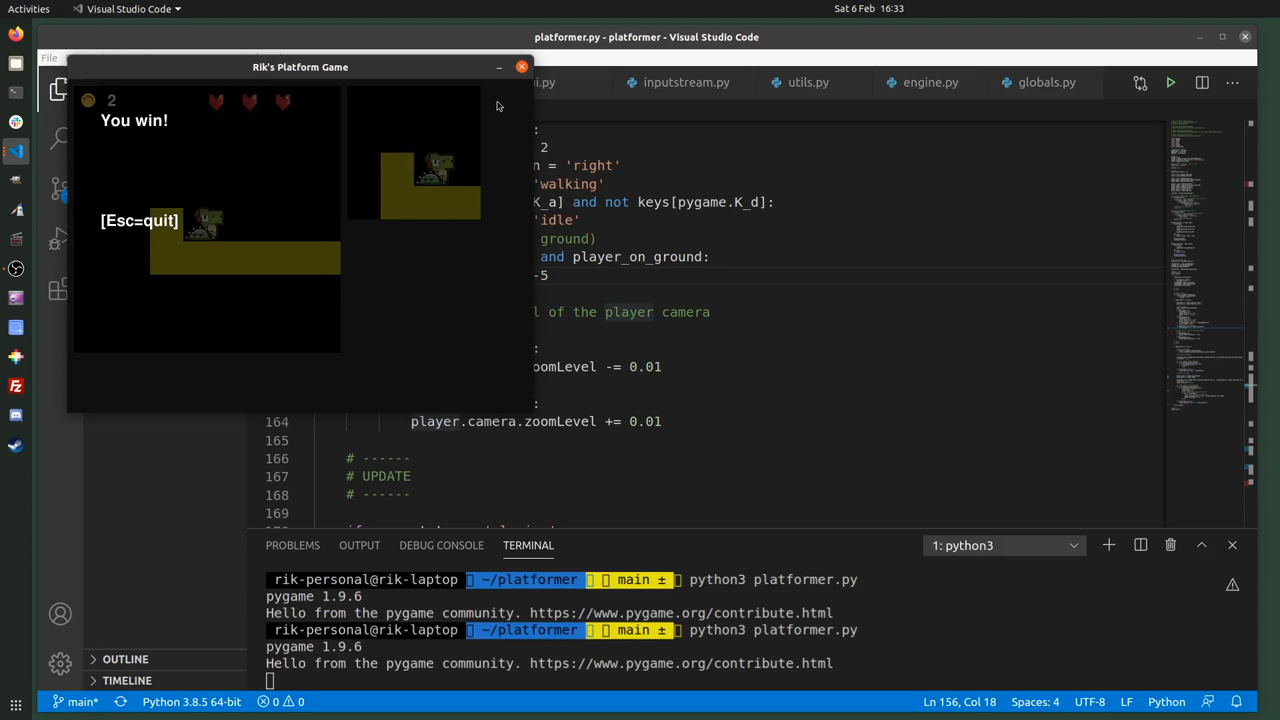 Activities
Visual Studio Code
Sat 6 Feb 16:33
platformer.py - platformer - Visual Studio Code
File
Rik's Platform Game
inputstream.py
utils.py
engine.py
globals.py
2
You win!
[Esc=quit]
:
2
n = 'right'
'walking'
K_a] and not keys[pygame.K_d]:
'idle'
ground)
and player_on_ground:
-5
l of the player camera
:
oomLevel -= 0.01
:
164 player.camera.zoomLevel += 0.01
165
166 # ------
167 # UPDATE
168 # ------
169
PROBLEMS OUTPUT DEBUG CONSOLE TERMINAL
1: python3
rik-personal@rik-laptop ~/platformer main ± python3 platformer.py
pygame 1.9.6
Hello from the pygame community. https://www.pygame.org/contribute.html
rik-personal@rik-laptop ~/platformer main ± python3 platformer.py
pygame 1.9.6
Hello from the pygame community. https://www.pygame.org/contribute.html
OUTLINE
TIMELINE
main*
Python 3.8.5 64-bit
0
0
Ln 156, Col 18
Spaces: 4
UTF-8
LF
Python